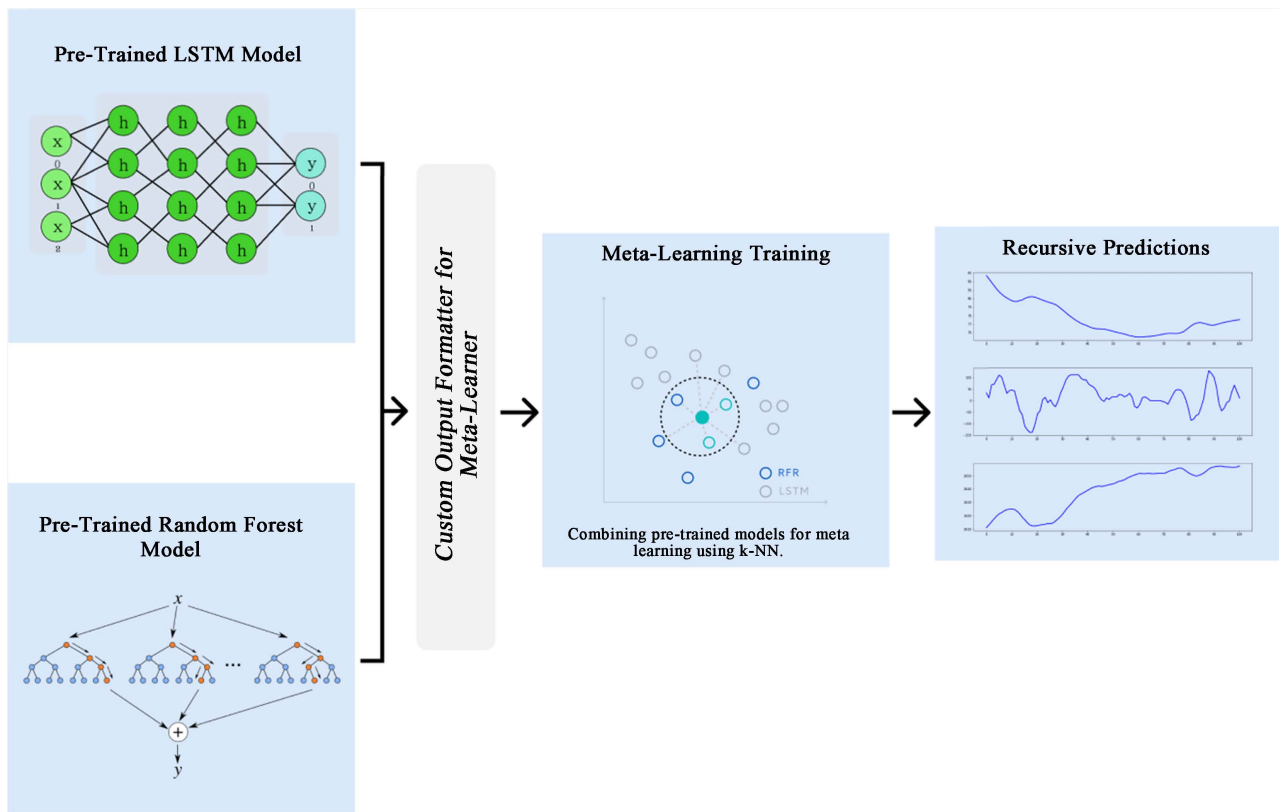 Pre-Trained LSTM Model
x
0
x
1
x
2
h h h
h h h
h h h
h h h
y
0
y
1
Pre-Trained Random Forest
Model
x
...
+
y
Custom Output Formatter for
Meta-Learner
Meta-Learning Training
RFR
LSTM
Combining pre-trained models for meta
learning using k-NN.
Recursive Predictions